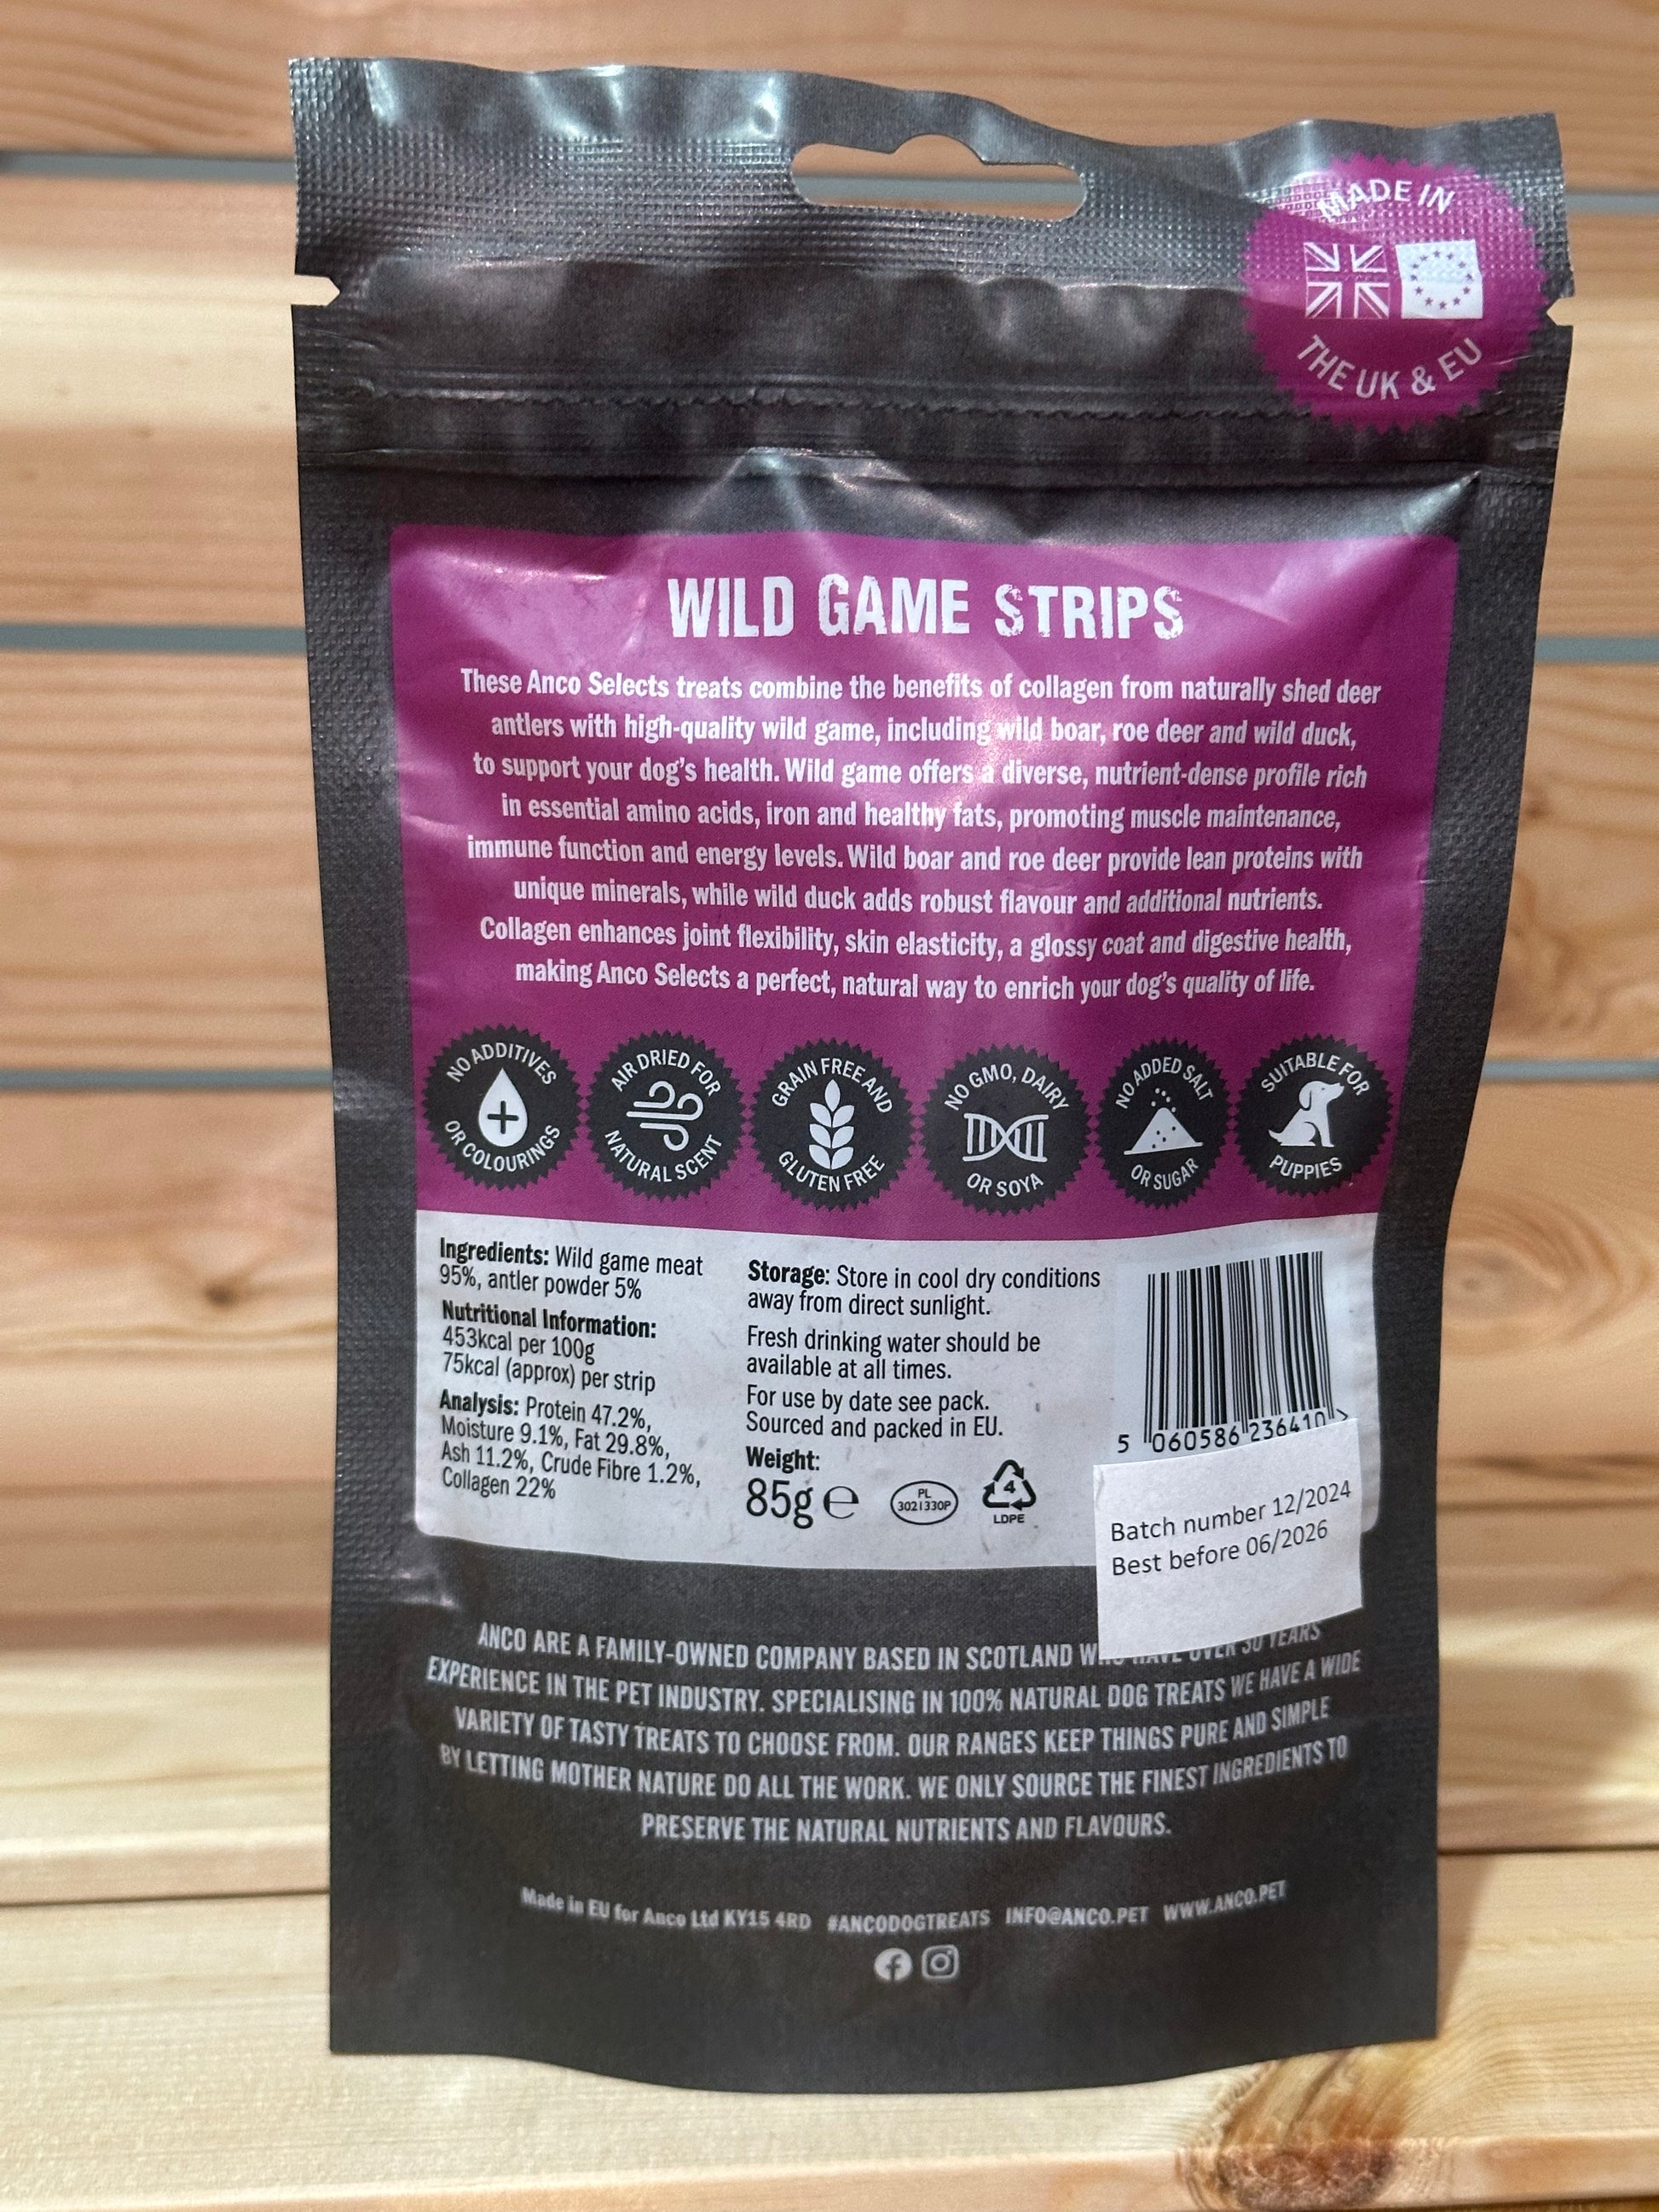 MADE IN
THE UK & EU
WILD GAME STRIPS
These Anco Selects treats combine the benefits of collagen from naturally shed deer
antlers with high-quality wild game, including wild boar, roe deer and wild duck,
to support your dog's health. Wild game offers a diverse, nutrient-dense profile rich
in essential amino acids, iron and healthy fats, promoting muscle maintenance,
immune function and energy levels. Wild boar and roe deer provide lean proteins with
unique minerals, while wild duck adds robust flavour and additional nutrients.
Collagen enhances joint flexibility, skin elasticity, a glossy coat and digestive health,
making Anco Selects a perfect, natural way to enrich your dog's quality of life.
NO ADDITIVES
OR COLOURINGS
AIR DRIED FOR
NATURAL SCENT
GRAIN FREE AND
GLUTEN FREE
NO GMO, DAIRY
OR SOYA
NO ADDED SALT
OR SUGAR
SUITABLE FOR
PUPPIES
Ingredients: Wild game meat
95%, antler powder 5%
Nutritional Information:
453kcal per 100g
75kcal (approx) per strip
Analysis: Protein 47.2%,
Moisture 9.1%, Fat 29.8%,
Ash 11.2%, Crude Fibre 1.2%,
Collagen 22%
Storage: Store in cool dry conditions
away from direct sunlight.
Fresh drinking water should be
available at all times.
For use by date see pack.
Sourced and packed in EU.
Weight:
85g e
PL
3021330P
4
LDPE
5 060586 236410 >
Batch number 12/2024
Best before 06/2026
ANCO ARE A FAMILY-OWNED COMPANY BASED IN SCOTLAND WHO HAVE OVER 30 YEARS
EXPERIENCE IN THE PET INDUSTRY. SPECIALISING IN 100% NATURAL DOG TREATS WE HAVE A WIDE
VARIETY OF TASTY TREATS TO CHOOSE FROM. OUR RANGES KEEP THINGS PURE AND SIMPLE
BY LETTING MOTHER NATURE DO ALL THE WORK. WE ONLY SOURCE THE FINEST INGREDIENTS TO
PRESERVE THE NATURAL NUTRIENTS AND FLAVOURS.
Made in EU for Anco Ltd KY15 4RD #ANCODOGTREATS INFO@ANCO.PET WWW.ANCO.PET